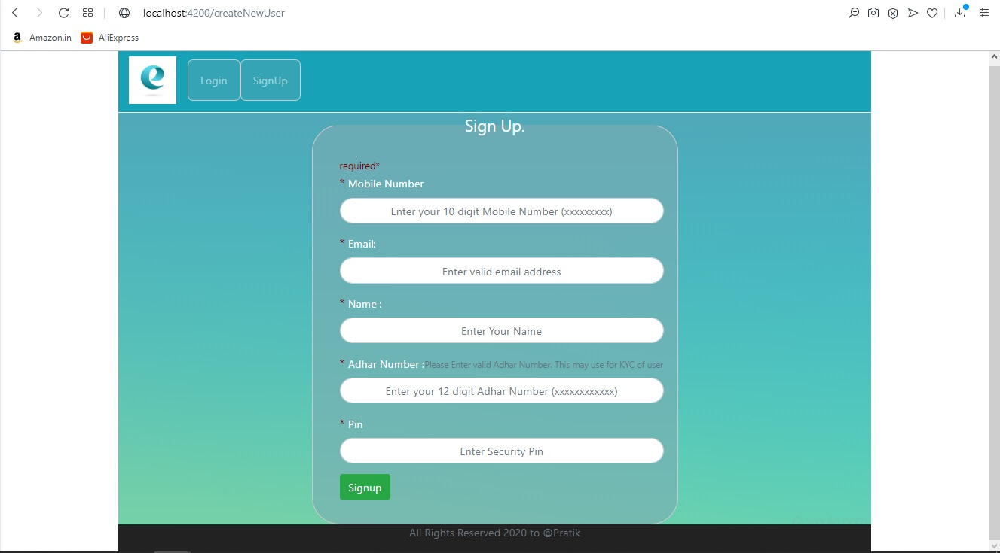 localhost:4200/createNewUser
Amazon.in AliExpress
Login SignUp
Sign Up.
required*
* Mobile Number
Enter your 10 digit Mobile Number (xxxxxxxxx)
* Email:
Enter valid email address
* Name :
Enter Your Name
* Adhar Number :Please Enter valid Adhar Number. This may use for KYC of user
Enter your 12 digit Adhar Number (xxxxxxxxxxxx)
* Pin
Enter Security Pin
Signup
All Rights Reserved 2020 to @Pratik